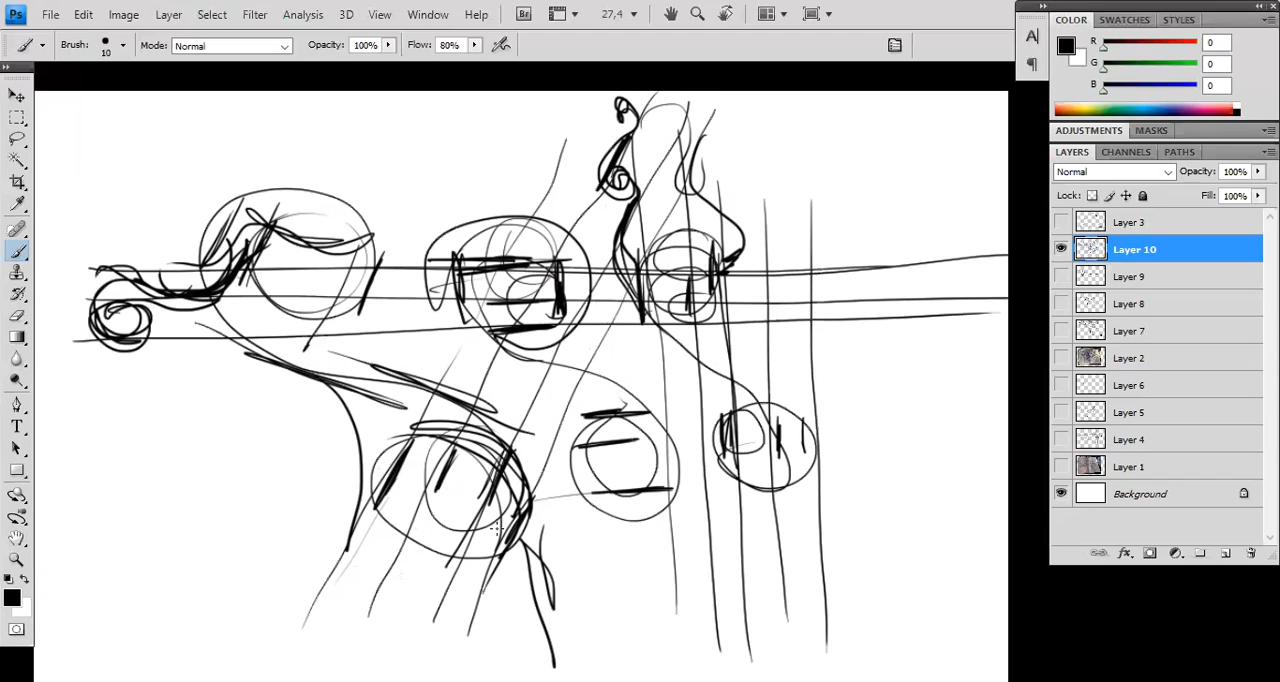 Ps File Edit Image Layer Select Filter Analysis 3D View Window Help Br 27,4
Brush: 10 Mode: Normal Opacity: 100% Flow: 80%
COLOR SWATCHES STYLES
R 0
G 0
B 0
ADJUSTMENTS MASKS
LAYERS CHANNELS PATHS
Normal Opacity: 100%
Lock: Fill: 100%
Layer 3
Layer 10
Layer 9
Layer 8
Layer 7
Layer 2
Layer 6
Layer 5
Layer 4
Layer 1
Background
fx